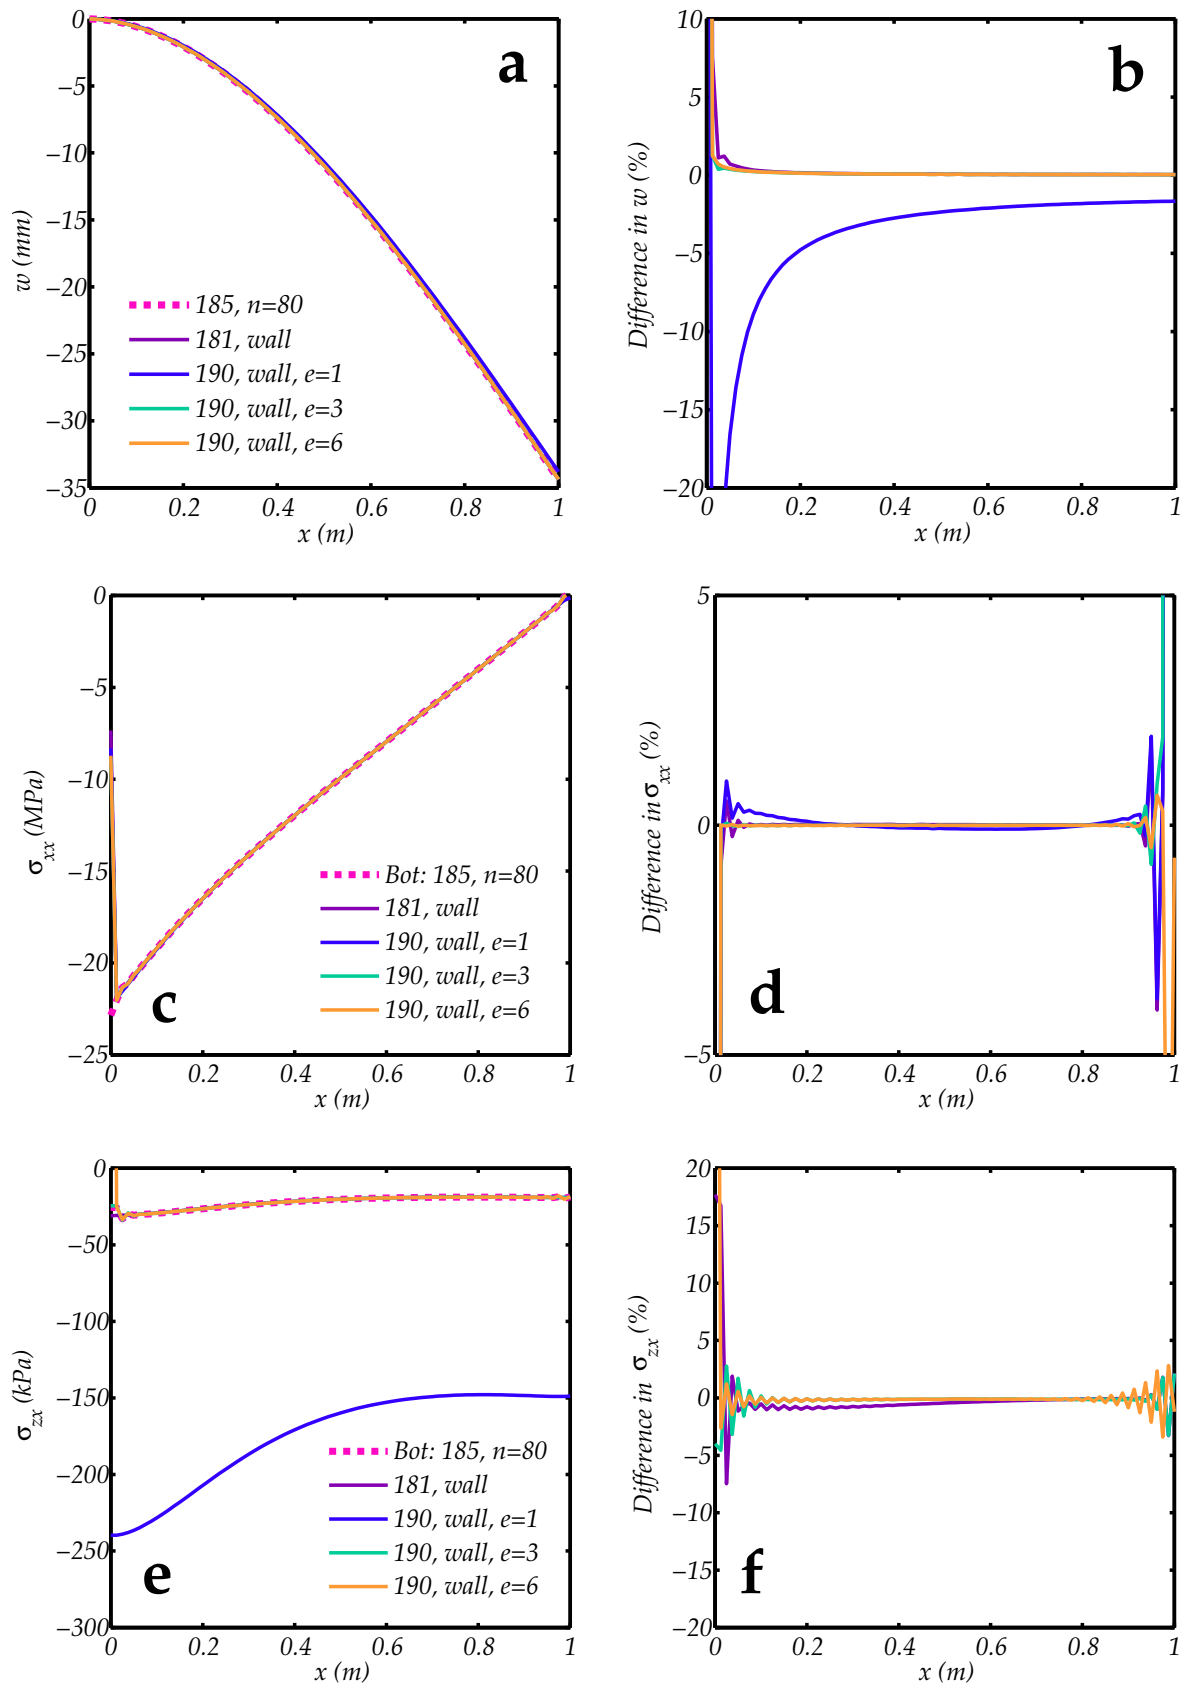 a
0
−5
−10
−15
−20
−25
−30
−35
w (mm)
185, n=80
181, wall
190, wall, e=1
190, wall, e=3
190, wall, e=6
0 0.2 0.4 0.6 0.8 1
x (m)
b
10
5
0
−5
−10
−15
−20
Difference in w (%)
0 0.2 0.4 0.6 0.8 1
x (m)
0
−5
−10
−15
−20
−25
σxx (MPa)
Bot: 185, n=80
181, wall
190, wall, e=1
190, wall, e=3
190, wall, e=6
c
0 0.2 0.4 0.6 0.8 1
x (m)
5
0
−5
Difference in σxx (%)
d
0 0.2 0.4 0.6 0.8 1
x (m)
0
−50
−100
−150
−200
−250
−300
σzx (kPa)
Bot: 185, n=80
181, wall
190, wall, e=1
190, wall, e=3
190, wall, e=6
e
0 0.2 0.4 0.6 0.8 1
x (m)
20
15
10
5
0
−5
−10
−15
−20
Difference in σzx (%)
f
0 0.2 0.4 0.6 0.8 1
x (m)